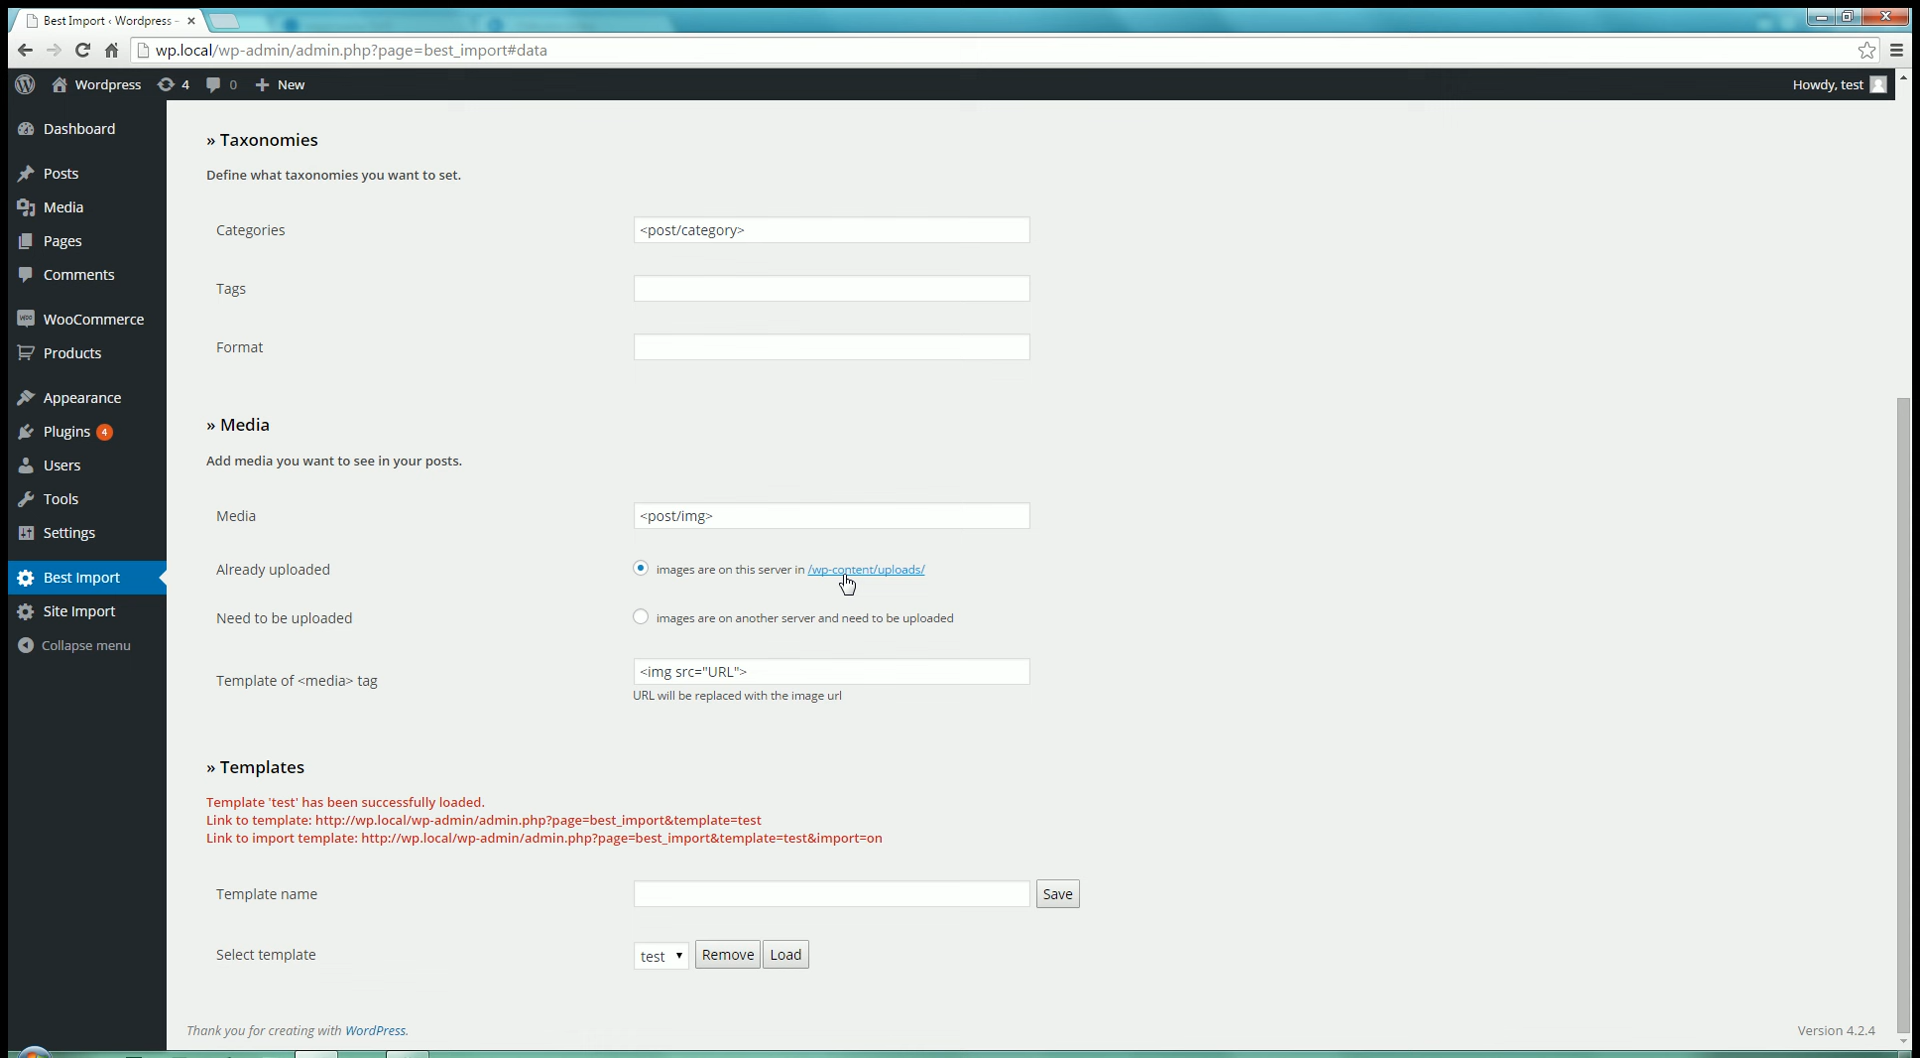 Best Import ‹ Wordpress -
wp.local/wp-admin/admin.php?page=best_import#data
Wordpress 4 0 + New Howdy, test
Dashboard
Posts
Media
Pages
Comments
WooCommerce
Products
Appearance
Plugins 4
Users
Tools
Settings
Best Import
Site Import
Collapse menu
» Taxonomies
Define what taxonomies you want to set.
Categories <post/category>
Tags
Format
» Media
Add media you want to see in your posts.
Media <post/img>
Already uploaded images are on this server in /wp-content/uploads/
Need to be uploaded images are on another server and need to be uploaded
Template of <media> tag <img src="URL">
URL will be replaced with the image url
» Templates
Template 'test' has been successfully loaded.
Link to template: http://wp.local/wp-admin/admin.php?page=best_import&template=test
Link to import template: http://wp.local/wp-admin/admin.php?page=best_import&template=test&import=on
Template name Save
Select template test Remove Load
Thank you for creating with WordPress. Version 4.2.4